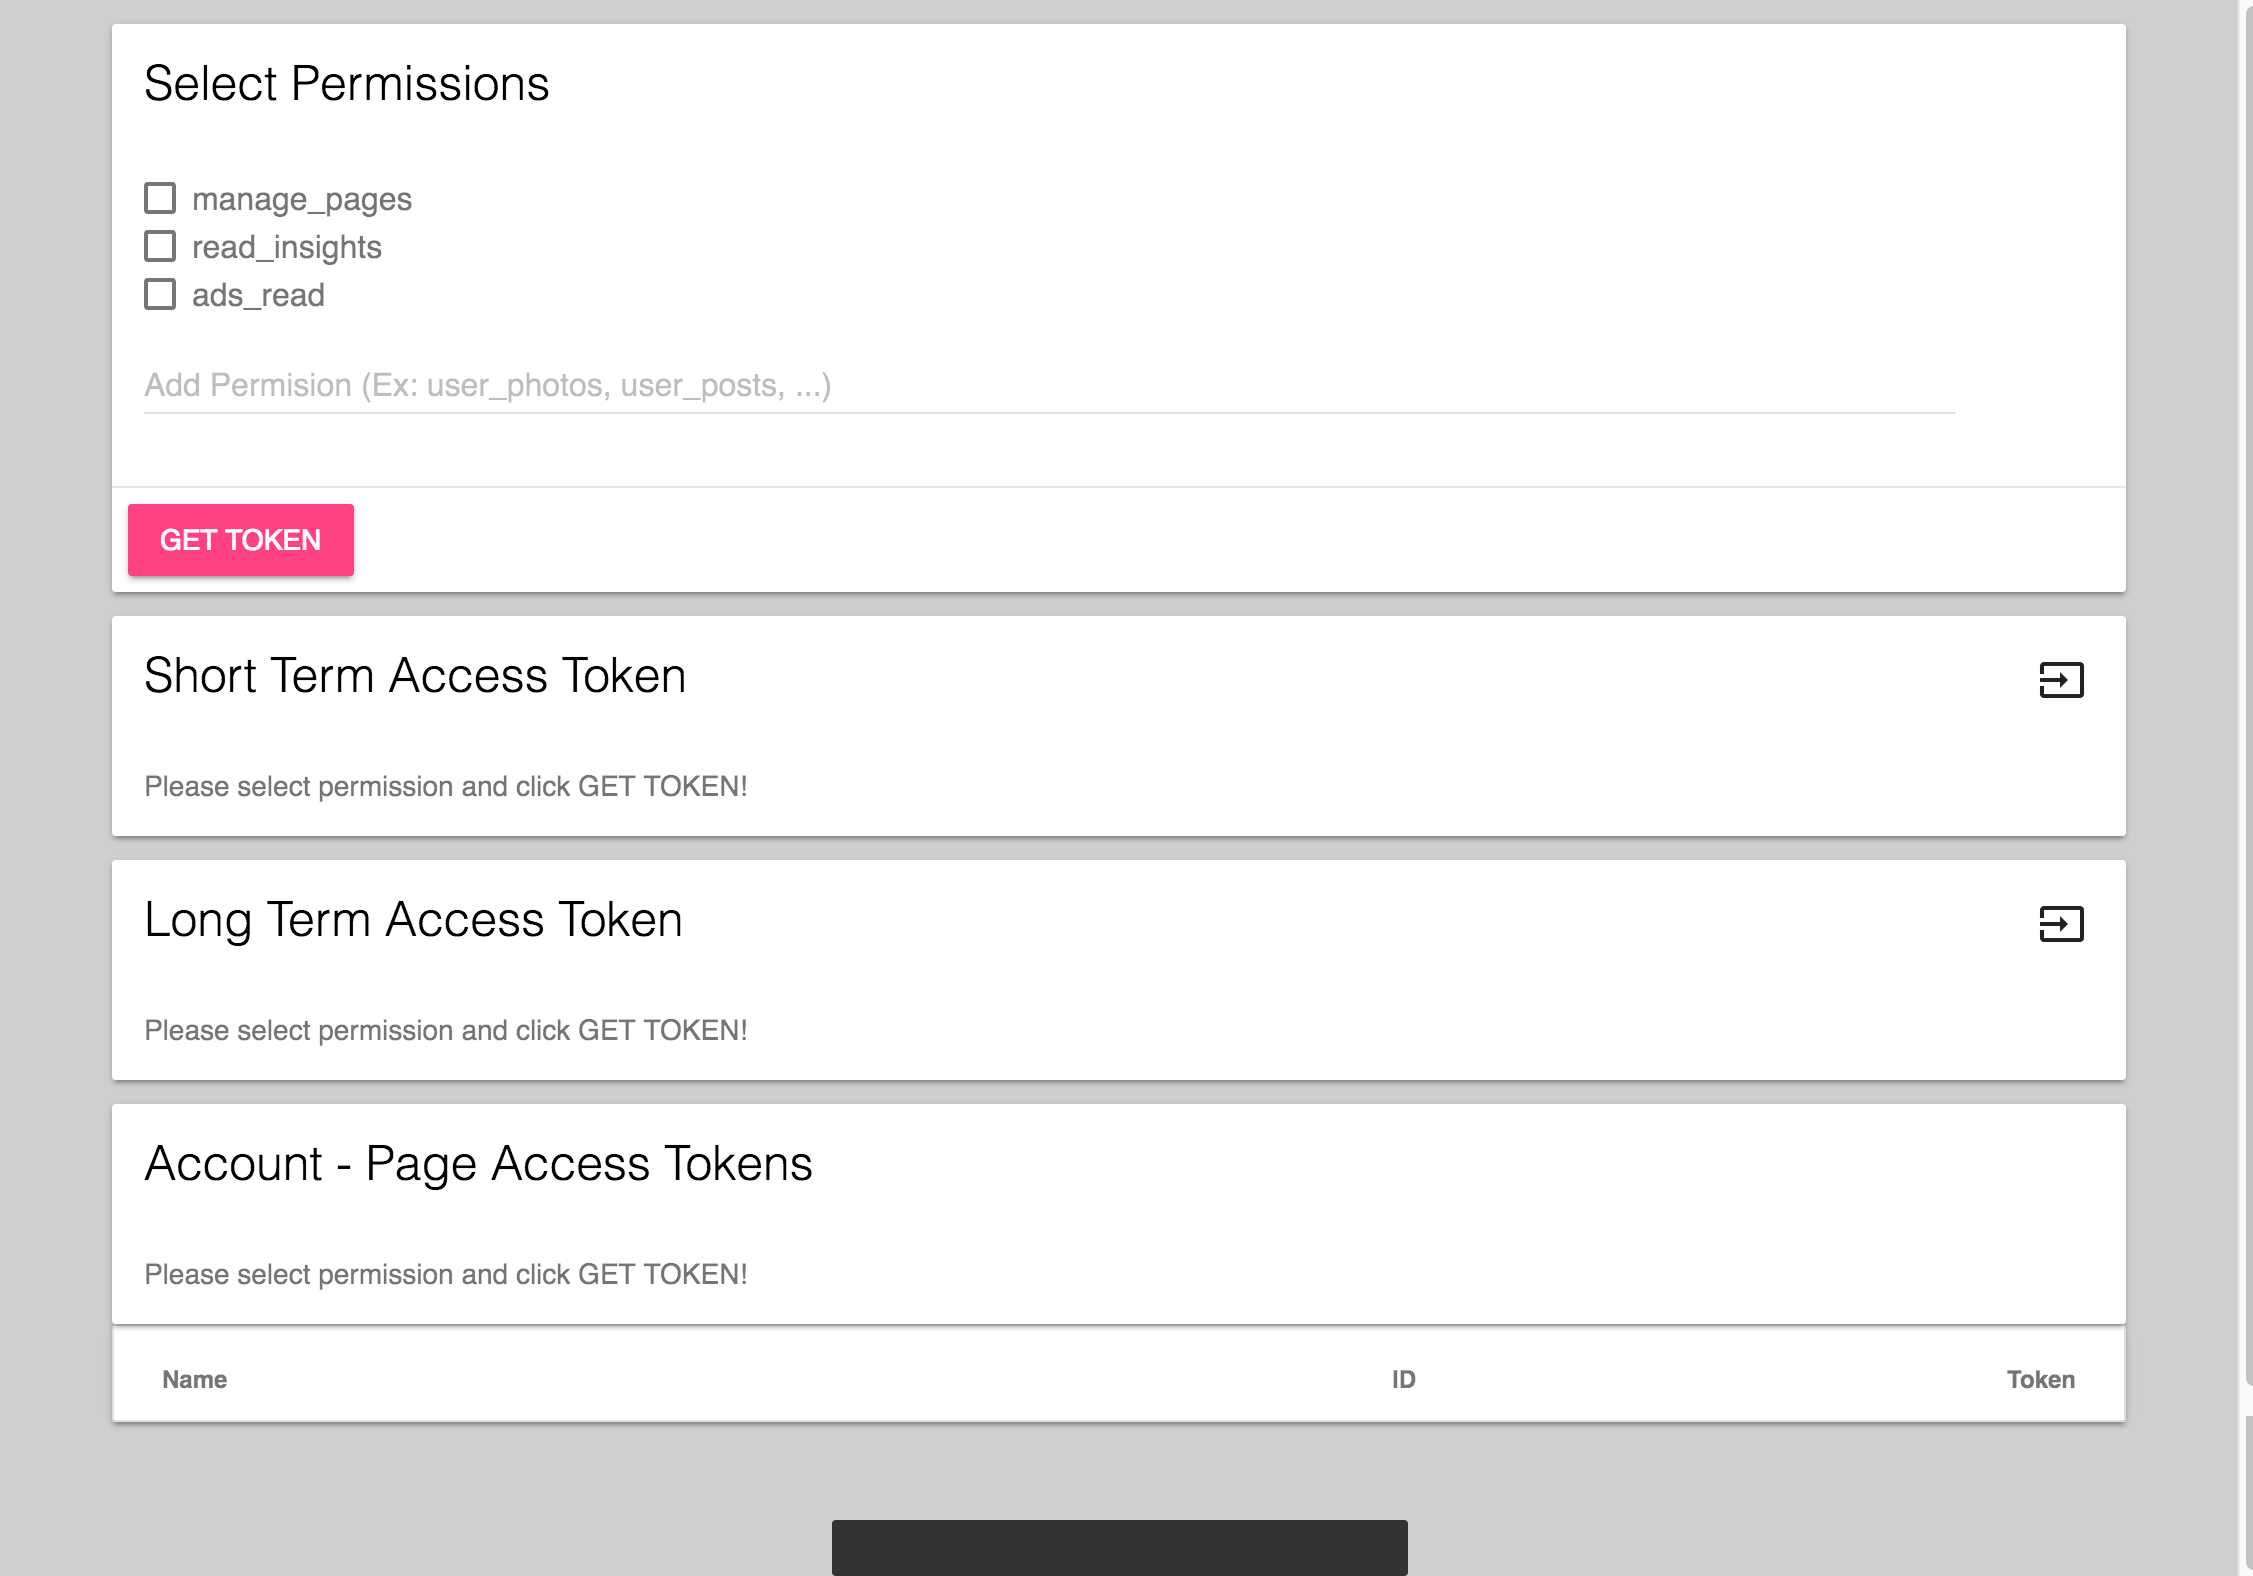 Select Permissions
manage_pages
read_insights
ads_read
Add Permision (Ex: user_photos, user_posts, ...)
GET TOKEN
Short Term Access Token
Please select permission and click GET TOKEN!
Long Term Access Token
Please select permission and click GET TOKEN!
Account - Page Access Tokens
Please select permission and click GET TOKEN!
Name ID Token